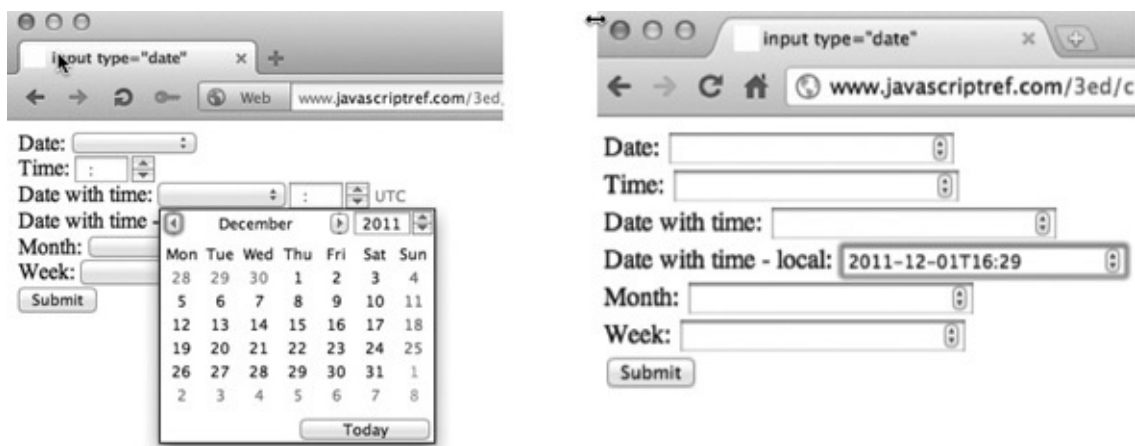 input type="date"
Web www.javascriptref.com/3ed,
Date:
Time: :
Date with time: : UTC
Date with time -
Month:
Week:
Submit
December 2011
Mon Tue Wed Thu Fri Sat Sun
28 29 30 1 2 3 4
5 6 7 8 9 10 11
12 13 14 15 16 17 18
19 20 21 22 23 24 25
26 27 28 29 30 31 1
2 3 4 5 6 7 8
Today
input type="date"
www.javascriptref.com/3ed/c
Date:
Time:
Date with time:
Date with time - local: 2011-12-01T16:29
Month:
Week:
Submit